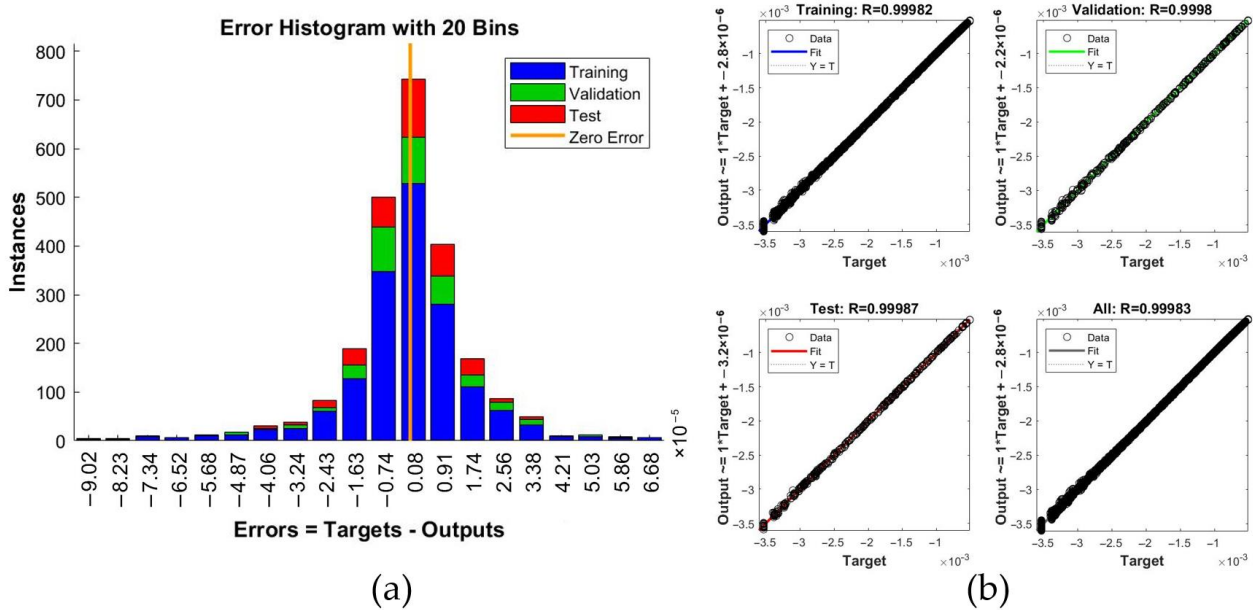 Error Histogram with 20 Bins
Instances
800
700
600
500
400
300
200
100
0
Training
Validation
Test
Zero Error
−9.02
−8.23
−7.34
−6.52
−5.68
−4.87
−4.06
−3.24
−2.43
−1.63
−0.74
0.08
0.91
1.74
2.56
3.38
4.21
5.03
5.86
6.68
×10⁻⁵
Errors = Targets - Outputs
(a)
×10⁻³
Training: R=0.99982
Output ~= 1*Target + −2.8×10⁻⁶
−1
−1.5
−2
−2.5
−3
−3.5
Data
Fit
Y = T
−3.5 −3 −2.5 −2 −1.5 −1
Target
×10⁻³
×10⁻³
Validation: R=0.9998
Output ~= 1*Target + −2.2×10⁻⁶
−1
−1.5
−2
−2.5
−3
−3.5
Data
Fit
Y = T
−3.5 −3 −2.5 −2 −1.5 −1
Target
×10⁻³
×10⁻³
Test: R=0.99987
Output ~= 1*Target + −3.2×10⁻⁶
−1
−1.5
−2
−2.5
−3
−3.5
Data
Fit
Y = T
−3.5 −3 −2.5 −2 −1.5 −1
Target
×10⁻³
×10⁻³
All: R=0.99983
Output ~= 1*Target + −2.8×10⁻⁶
−1
−1.5
−2
−2.5
−3
−3.5
Data
Fit
Y = T
−3.5 −3 −2.5 −2 −1.5 −1
Target
×10⁻³
(b)